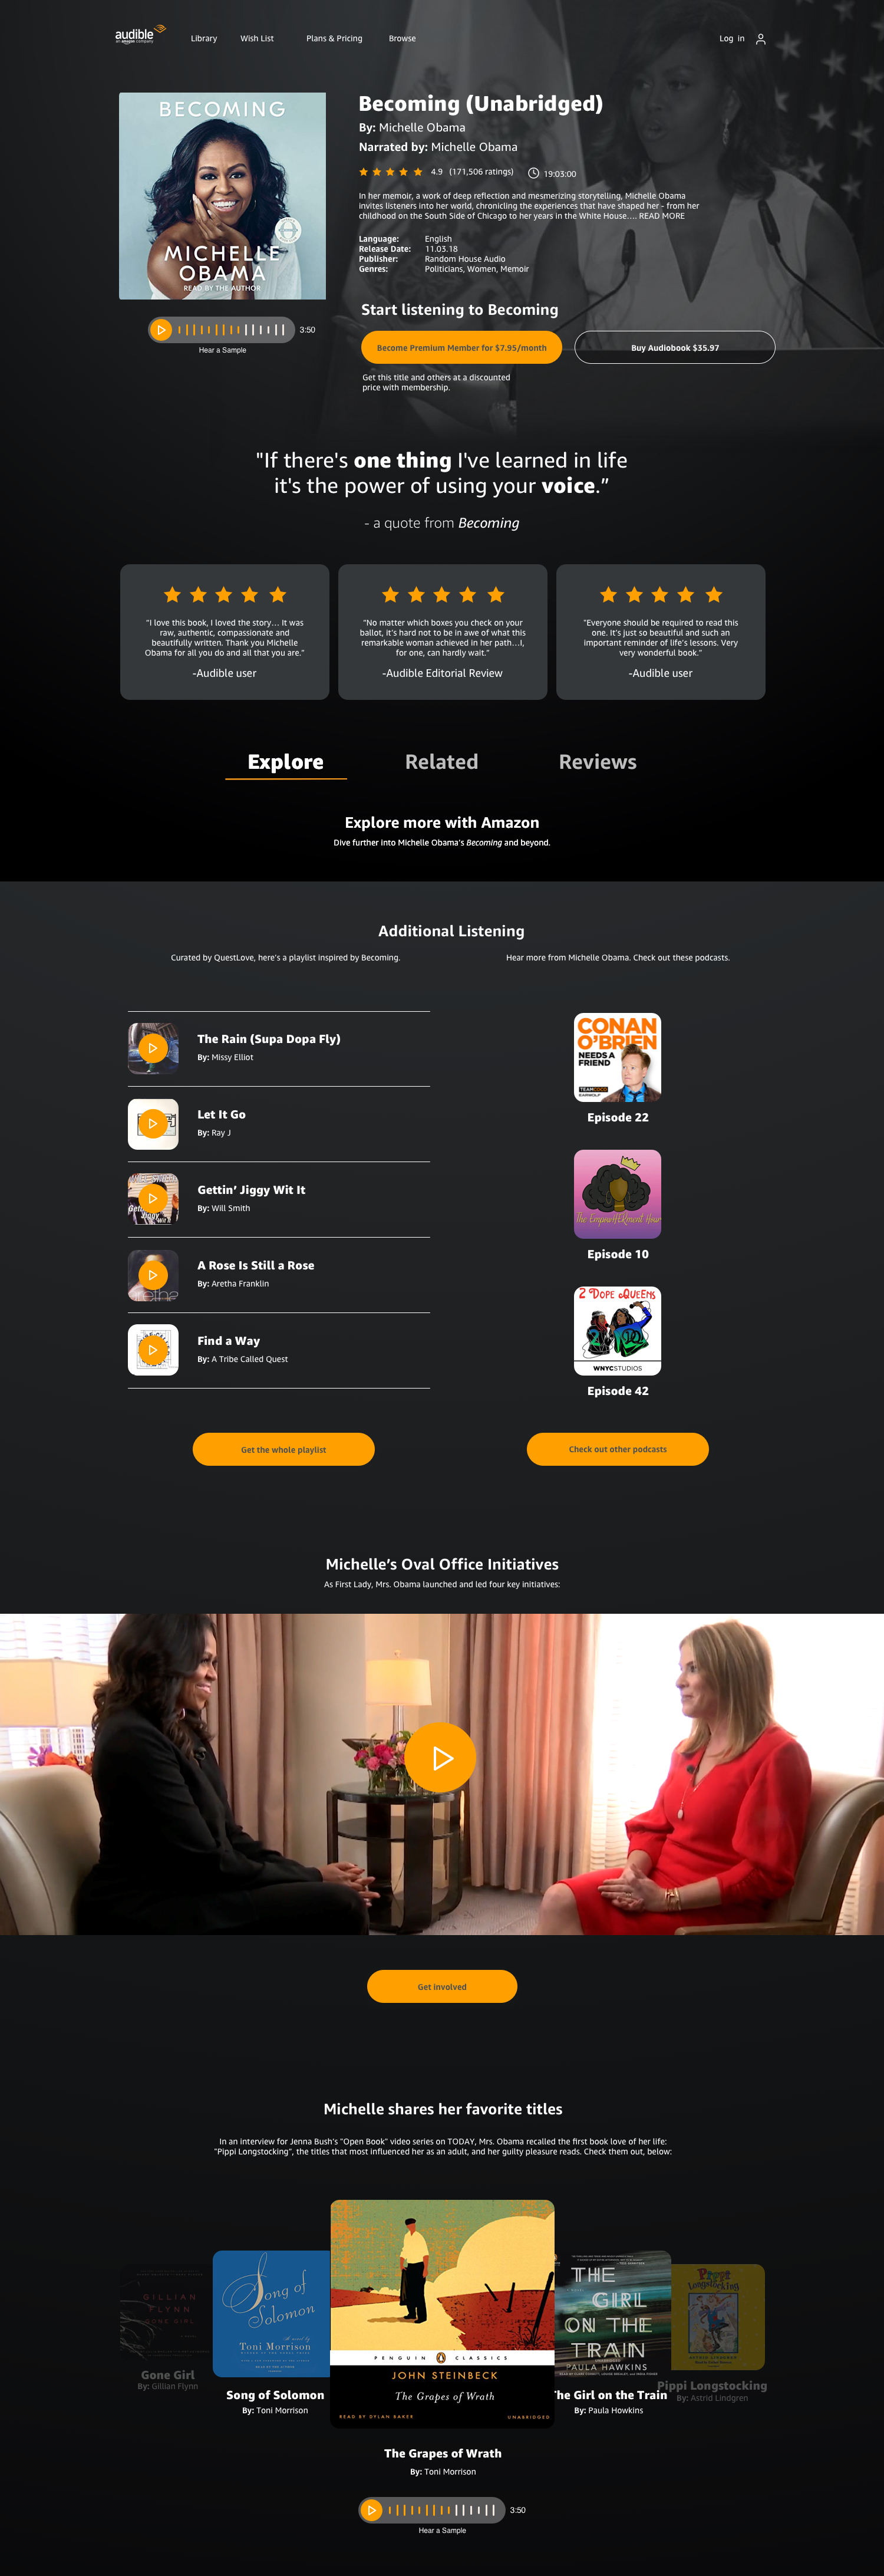 audible
an amazon company
Library
Wish List
Plans & Pricing
Browse
Log in
BECOMING
MICHELLE
OBAMA
READ BY THE AUTHOR
3:50
Hear a Sample
Becoming (Unabridged)
By: Michelle Obama
Narrated by: Michelle Obama
4.9 (171,506 ratings)
19:03:00
In her memoir, a work of deep reflection and mesmerizing storytelling, Michelle Obama
invites listeners into her world, chronicling the experiences that have shaped her - from her
childhood on the South Side of Chicago to her years in the White House.... READ MORE
Language: English
Release Date: 11.03.18
Publisher: Random House Audio
Genres: Politicians, Women, Memoir
Start listening to Becoming
Become Premium Member for $7.95/month
Buy Audiobook $35.97
Get this title and others at a discounted
price with membership.
"If there's one thing I've learned in life
it's the power of using your voice.”
- a quote from Becoming
"I love this book, I loved the story... It was
raw, authentic, compassionate and
beautifully written. Thank you Michelle
Obama for all you do and all that you are."
-Audible user
"No matter which boxes you check on your
ballot, it's hard not to be in awe of what this
remarkable woman achieved in her path...I,
for one, can hardly wait."
-Audible Editorial Review
"Everyone should be required to read this
one. It's just so beautiful and such an
important reminder of life's lessons. Very
very wonderful book."
-Audible user
Explore
Related
Reviews
Explore more with Amazon
Dive further into Michelle Obama's Becoming and beyond.
Additional Listening
Curated by QuestLove, here's a playlist inspired by Becoming.
Hear more from Michelle Obama. Check out these podcasts.
The Rain (Supa Dopa Fly)
By: Missy Elliot
Let It Go
By: Ray J
Gettin’ Jiggy Wit It
By: Will Smith
A Rose Is Still a Rose
By: Aretha Franklin
Find a Way
By: A Tribe Called Quest
CONAN
O'BRIEN
NEEDS A
FRIEND
TEAMCOCO
EARWOLF
Episode 22
The EmpowHERment Hour
Episode 10
2 DOPE QUEENS
WNYCSTUDIOS
Episode 42
Get the whole playlist
Check out other podcasts
Michelle’s Oval Office Initiatives
As First Lady, Mrs. Obama launched and led four key initiatives:
Get involved
Michelle shares her favorite titles
In an interview for Jenna Bush's "Open Book" video series on TODAY, Mrs. Obama recalled the first book love of her life:
"Pippi Longstocking", the titles that most influenced her as an adult, and her guilty pleasure reads. Check them out, below:
GILLIAN
FLYNN
GONE GIRL
Gone Girl
By: Gillian Flynn
Song of
Solomon
Toni Morrison
Song of Solomon
By: Toni Morrison
PENGUIN CLASSICS
JOHN STEINBECK
The Grapes of Wrath
READ BY DYLAN BAKER
UNABRIDGED
The Grapes of Wrath
By: Toni Morrison
THE
GIRL
ON THE
TRAIN
PAULA HAWKINS
The Girl on the Train
By: Paula Howkins
Pippi
Longstocking
Pippi Longstocking
By: Astrid Lindgren
3:50
Hear a Sample